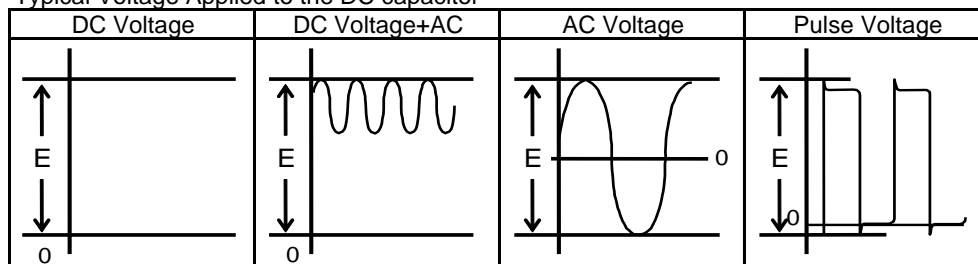 Typical Voltage Applied to the DC capacitor
DC Voltage DC Voltage+AC AC Voltage Pulse Voltage
E E E 0 E
0
0 0